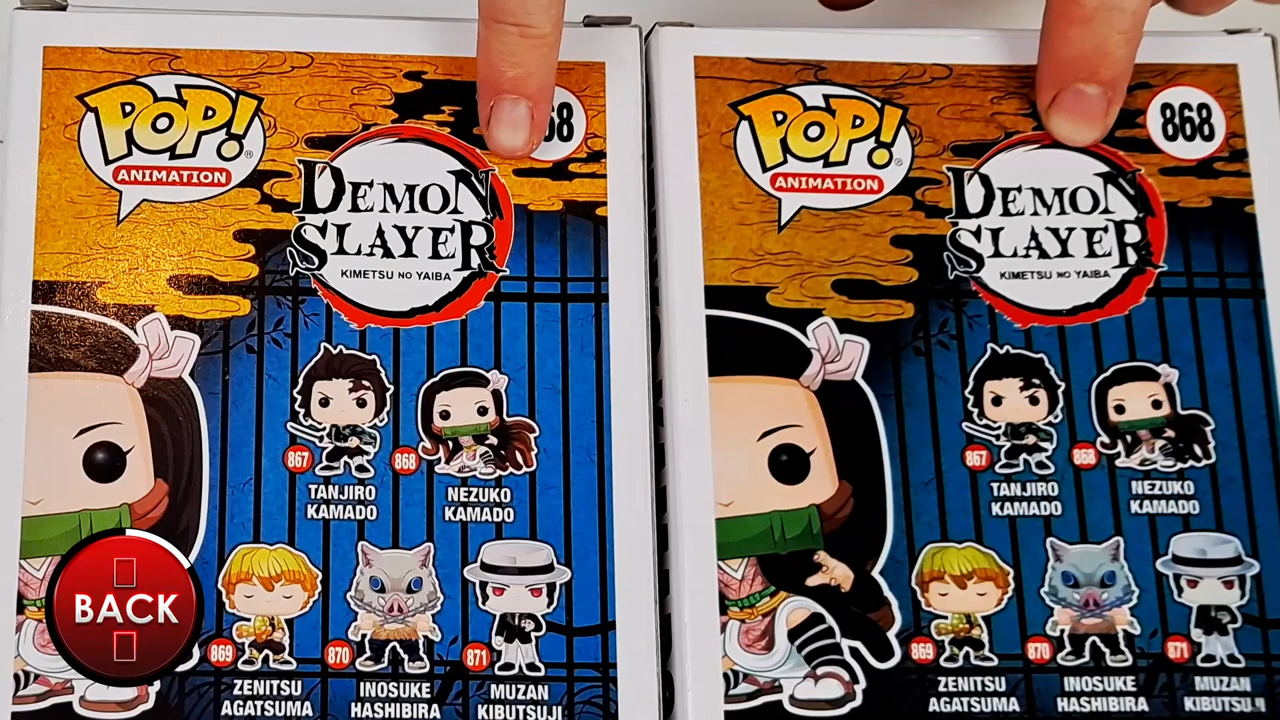 POP!
®
ANIMATION
68
DEMON
SLAYER
KIMETSU NO YAIBA
867
TANJIRO
KAMADO
868
NEZUKO
KAMADO
869
ZENITSU
AGATSUMA
870
INOSUKE
HASHIBIRA
871
MUZAN
KIBUTSUJI
BACK
POP!
®
ANIMATION
868
DEMON
SLAYER
KIMETSU NO YAIBA
867
TANJIRO
KAMADO
868
NEZUKO
KAMADO
869
ZENITSU
AGATSUMA
870
INOSUKE
HASHIBIRA
871
MUZAN
KIBUTSUJI